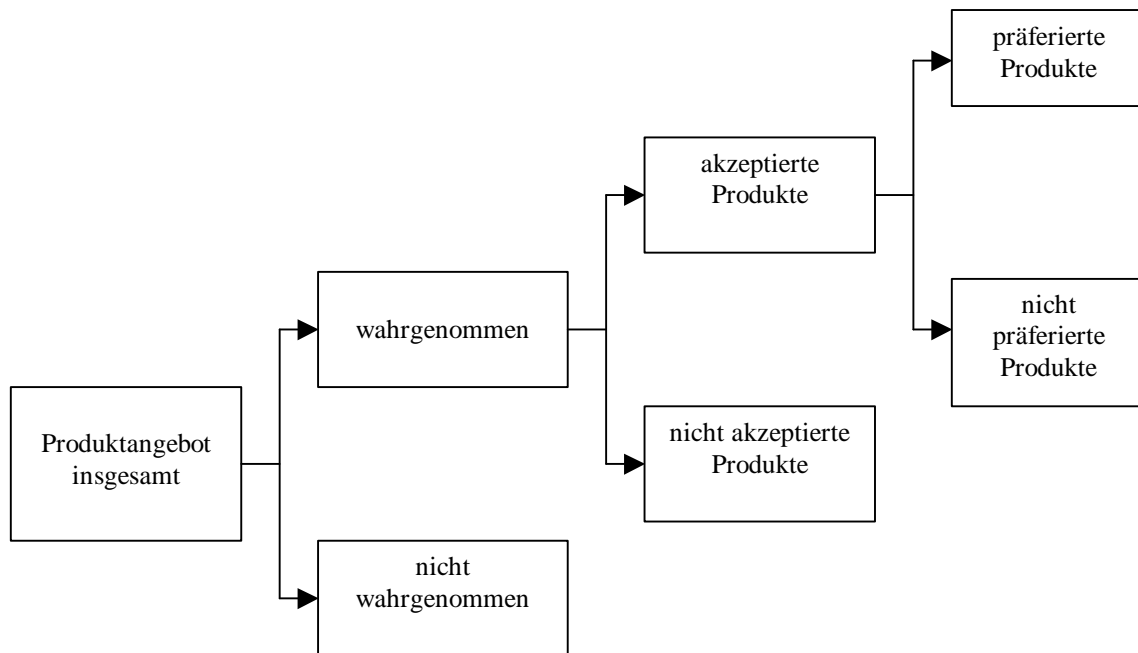 präferierte
Produkte
akzeptierte
Produkte
nicht
präferierte
Produkte
wahrgenommen
nicht akzeptierte
Produkte
Produktangebot
insgesamt
nicht
wahrgenommen